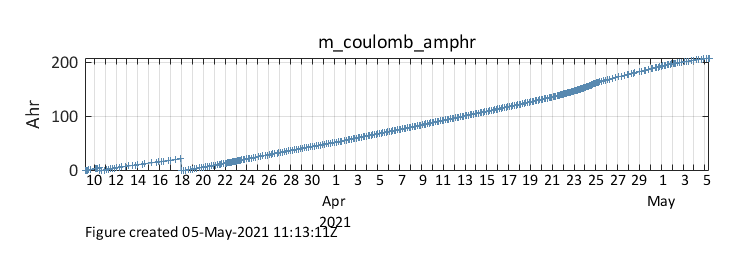 m_coulomb_amphr
Ahr
200
100
0
10 12 14 16 18 20 22 24 26 28 30 1 3 5 7 9 11 13 15 17 19 21 23 25 27 29 1 3 5
Apr May
2021
Figure created 05-May-2021 11:13:11Z